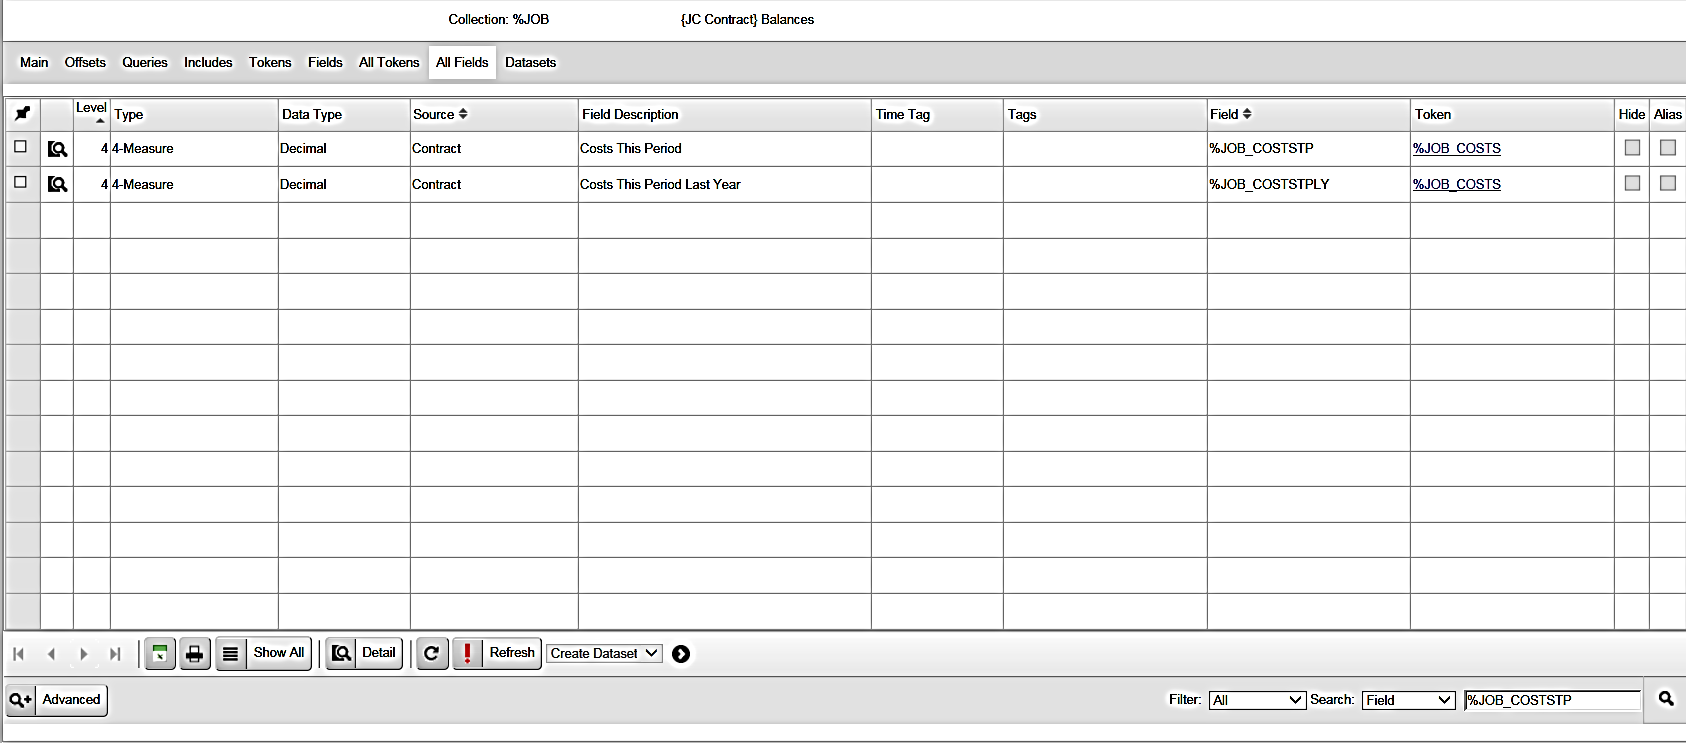 Collection: %JOB {JC Contract} Balances
Main Offsets Queries Includes Tokens Fields All Tokens All Fields Datasets
Level Type Data Type Source Field Description Time Tag Tags Field Token Hide Alias
4 4-Measure Decimal Contract Costs This Period %JOB_COSTSTP %JOB_COSTS
4 4-Measure Decimal Contract Costs This Period Last Year %JOB_COSTSTPLY %JOB_COSTS
Show All Detail Refresh Create Dataset
Advanced Filter: All Search: Field %JOB_COSTSTP